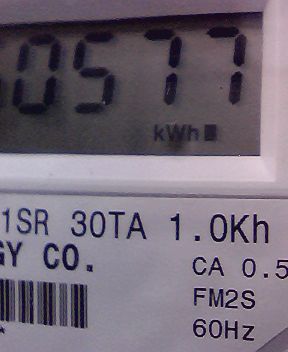 0577
kWh
1SR 30TA 1.0Kh
GY CO.
CA 0.5
FM2S
60Hz